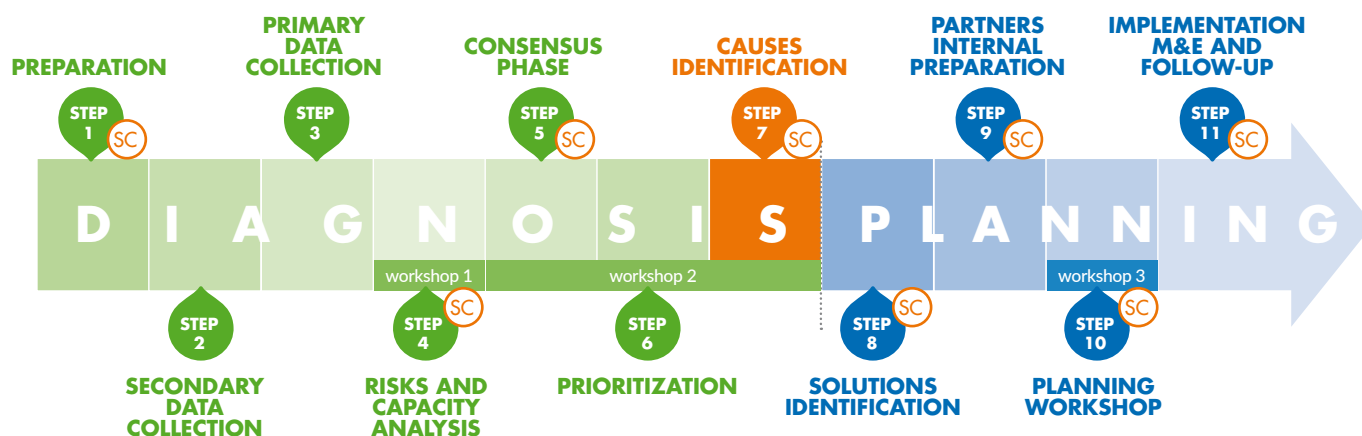 PREPARATION
STEP
1
SC
PRIMARY
DATA
COLLECTION
STEP
3
CONSENSUS
PHASE
STEP
5
SC
CAUSES
IDENTIFICATION
STEP
7
SC
PARTNERS
INTERNAL
PREPARATION
STEP
9
SC
IMPLEMENTATION
M&E AND
FOLLOW-UP
STEP
11
SC
DIAGNOSIS PLANNING
workshop 1
workshop 2
workshop 3
STEP
2
SECONDARY
DATA
COLLECTION
STEP
4
SC
RISKS AND
CAPACITY
ANALYSIS
STEP
6
PRIORITIZATION
STEP
8
SC
SOLUTIONS
IDENTIFICATION
STEP
10
SC
PLANNING
WORKSHOP